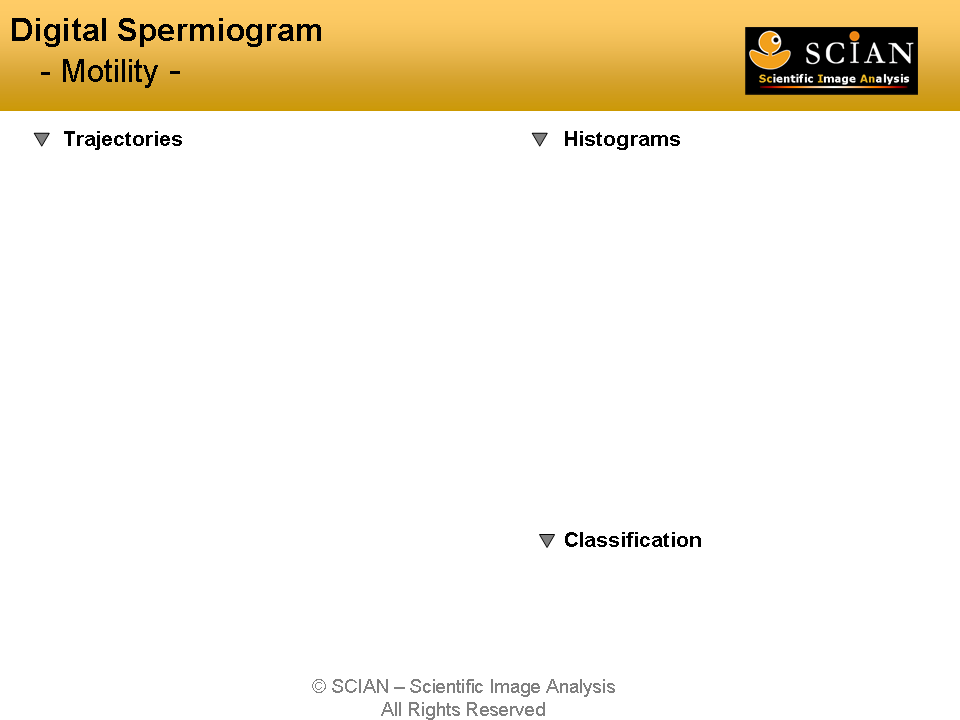 Digital Spermiogram
- Motility -
SCIAN
Scientific Image Analysis
Trajectories
Histograms
Classification
© SCIAN – Scientific Image Analysis
All Rights Reserved